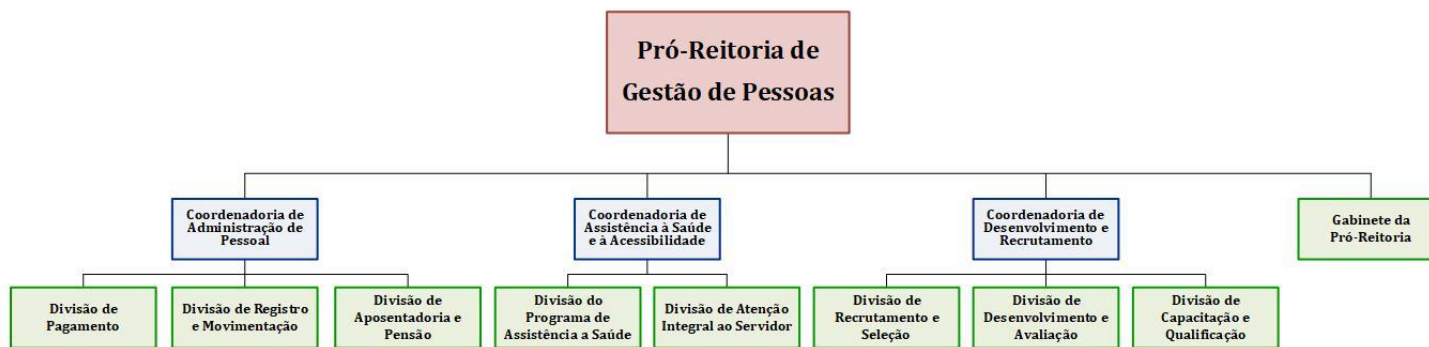 Pró-Reitoria de
Gestão de Pessoas
Coordenadoria de
Administração de
Pessoal
Coordenadoria de
Assistência à Saúde
e à Acessibilidade
Coordenadoria de
Desenvolvimento e
Recrutamento
Gabinete da
Pró-Reitoria
Divisão de
Pagamento
Divisão de Registro
e Movimentação
Divisão de
Aposentadoria e
Pensão
Divisão do
Programa de
Assistência a Saúde
Divisão de Atenção
Integral ao Servidor
Divisão de
Recrutamento e
Seleção
Divisão de
Desenvolvimento e
Avaliação
Divisão de
Capacitação e
Qualificação